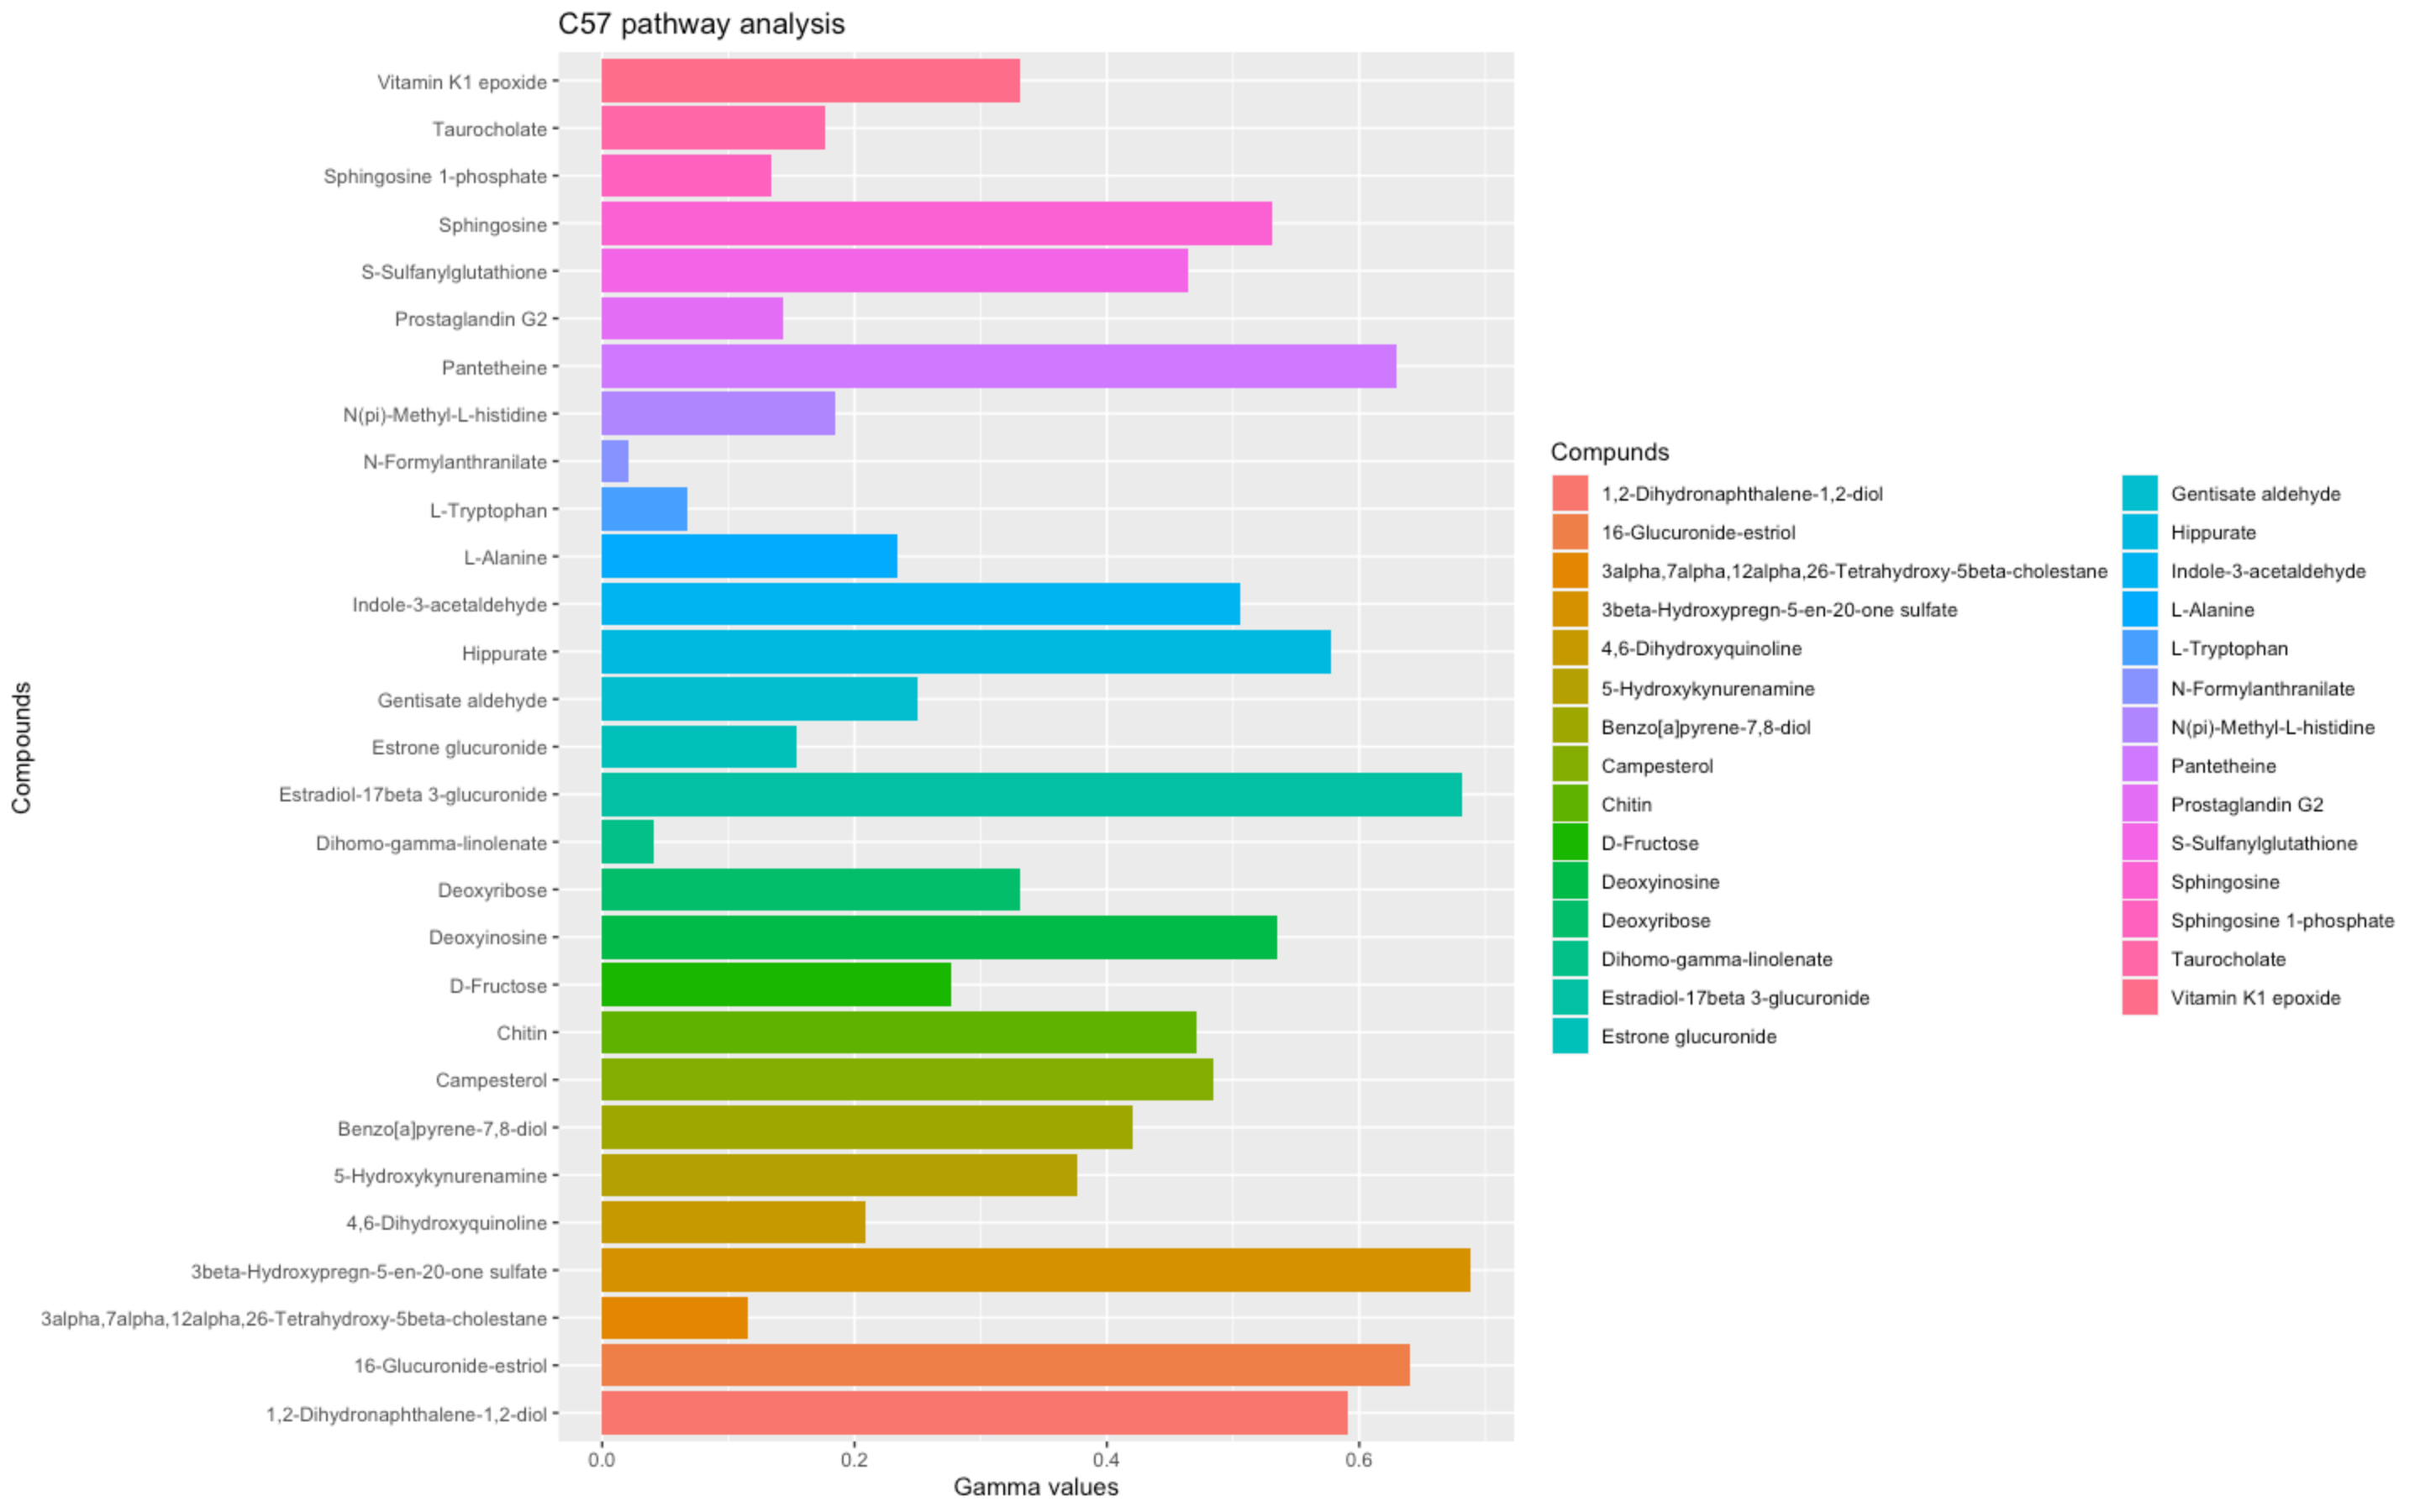 C57 pathway analysis
Compounds
Vitamin K1 epoxide
Taurocholate
Sphingosine 1-phosphate
Sphingosine
S-Sulfanylglutathione
Prostaglandin G2
Pantetheine
N(pi)-Methyl-L-histidine
N-Formylanthranilate
L-Tryptophan
L-Alanine
Indole-3-acetaldehyde
Hippurate
Gentisate aldehyde
Estrone glucuronide
Estradiol-17beta 3-glucuronide
Dihomo-gamma-linolenate
Deoxyribose
Deoxyinosine
D-Fructose
Chitin
Campesterol
Benzo[a]pyrene-7,8-diol
5-Hydroxykynurenamine
4,6-Dihydroxyquinoline
3beta-Hydroxypregn-5-en-20-one sulfate
3alpha,7alpha,12alpha,26-Tetrahydroxy-5beta-cholestane
16-Glucuronide-estriol
1,2-Dihydronaphthalene-1,2-diol
0.0 0.2 0.4 0.6
Gamma values
Compunds
1,2-Dihydronaphthalene-1,2-diol
16-Glucuronide-estriol
3alpha,7alpha,12alpha,26-Tetrahydroxy-5beta-cholestane
3beta-Hydroxypregn-5-en-20-one sulfate
4,6-Dihydroxyquinoline
5-Hydroxykynurenamine
Benzo[a]pyrene-7,8-diol
Campesterol
Chitin
D-Fructose
Deoxyinosine
Deoxyribose
Dihomo-gamma-linolenate
Estradiol-17beta 3-glucuronide
Estrone glucuronide
Gentisate aldehyde
Hippurate
Indole-3-acetaldehyde
L-Alanine
L-Tryptophan
N-Formylanthranilate
N(pi)-Methyl-L-histidine
Pantetheine
Prostaglandin G2
S-Sulfanylglutathione
Sphingosine
Sphingosine 1-phosphate
Taurocholate
Vitamin K1 epoxide